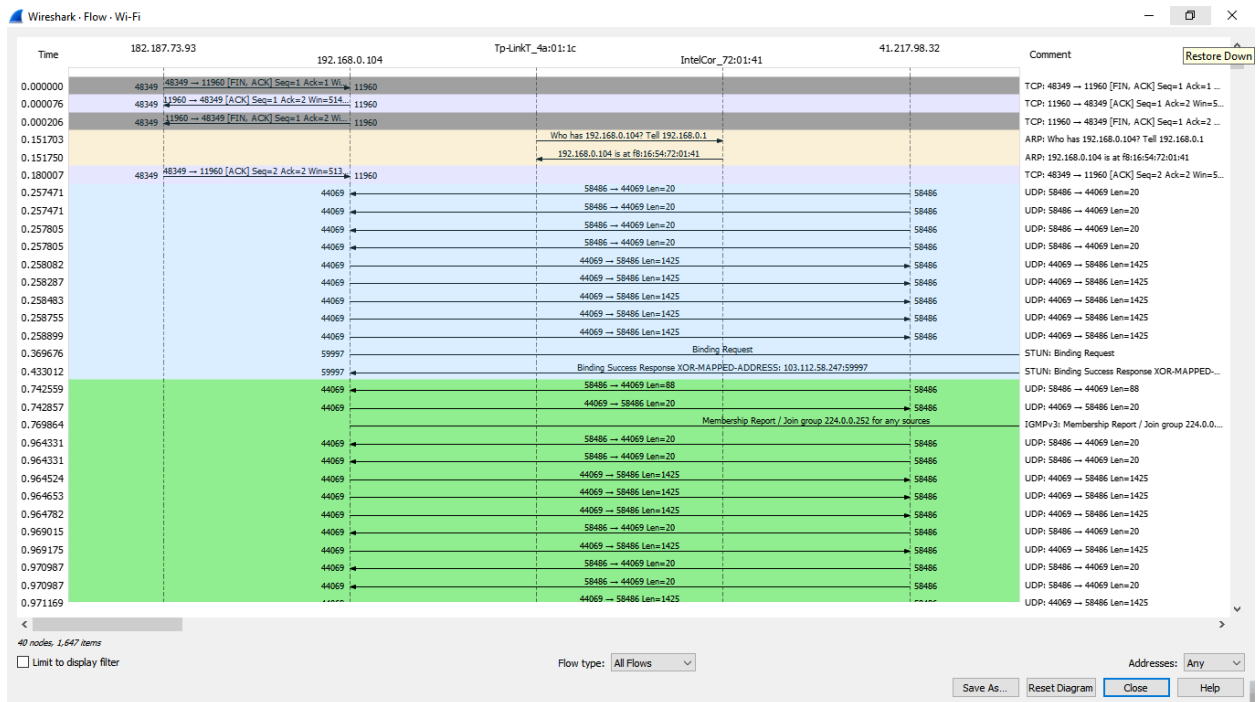 Wireshark · Flow · Wi-Fi
Restore Down
Time 182.187.73.93 192.168.0.104 Tp-LinkT_4a:01:1c IntelCor_72:01:41 41.217.98.32 Comment
0.000000 48349 48349 → 11960 [FIN, ACK] Seq=1 Ack=1 Wi... 11960 TCP: 48349 → 11960 [FIN, ACK] Seq=1 Ack=1 ...
0.000076 48349 11960 → 48349 [ACK] Seq=1 Ack=2 Win=514... 11960 TCP: 11960 → 48349 [ACK] Seq=1 Ack=2 Win=5...
0.000206 48349 11960 → 48349 [FIN, ACK] Seq=1 Ack=2 Wi... 11960 TCP: 11960 → 48349 [FIN, ACK] Seq=1 Ack=2 ...
0.151703 Who has 192.168.0.104? Tell 192.168.0.1 ARP: Who has 192.168.0.104? Tell 192.168.0.1
0.151750 192.168.0.104 is at f8:16:54:72:01:41 ARP: 192.168.0.104 is at f8:16:54:72:01:41
0.180007 48349 48349 → 11960 [ACK] Seq=2 Ack=2 Win=513... 11960 TCP: 48349 → 11960 [ACK] Seq=2 Ack=2 Win=5...
0.257471 44069 58486 → 44069 Len=20 58486 UDP: 58486 → 44069 Len=20
0.257471 44069 58486 → 44069 Len=20 58486 UDP: 58486 → 44069 Len=20
0.257805 44069 58486 → 44069 Len=20 58486 UDP: 58486 → 44069 Len=20
0.257805 44069 58486 → 44069 Len=20 58486 UDP: 58486 → 44069 Len=20
0.258082 44069 44069 → 58486 Len=1425 58486 UDP: 44069 → 58486 Len=1425
0.258287 44069 44069 → 58486 Len=1425 58486 UDP: 44069 → 58486 Len=1425
0.258483 44069 44069 → 58486 Len=1425 58486 UDP: 44069 → 58486 Len=1425
0.258755 44069 44069 → 58486 Len=1425 58486 UDP: 44069 → 58486 Len=1425
0.258899 44069 44069 → 58486 Len=1425 58486 UDP: 44069 → 58486 Len=1425
0.369676 59997 Binding Request STUN: Binding Request
0.433012 59997 Binding Success Response XOR-MAPPED-ADDRESS: 103.112.58.247:59997 STUN: Binding Success Response XOR-MAPPED-...
0.742559 44069 58486 → 44069 Len=88 58486 UDP: 58486 → 44069 Len=88
0.742857 44069 44069 → 58486 Len=20 58486 UDP: 44069 → 58486 Len=20
0.769864 Membership Report / Join group 224.0.0.252 for any sources IGMPv3: Membership Report / Join group 224.0.0....
0.964331 44069 58486 → 44069 Len=20 58486 UDP: 58486 → 44069 Len=20
0.964331 44069 58486 → 44069 Len=20 58486 UDP: 58486 → 44069 Len=20
0.964524 44069 44069 → 58486 Len=1425 58486 UDP: 44069 → 58486 Len=1425
0.964653 44069 44069 → 58486 Len=1425 58486 UDP: 44069 → 58486 Len=1425
0.964782 44069 44069 → 58486 Len=1425 58486 UDP: 44069 → 58486 Len=1425
0.969015 44069 58486 → 44069 Len=20 58486 UDP: 58486 → 44069 Len=20
0.969175 44069 44069 → 58486 Len=1425 58486 UDP: 44069 → 58486 Len=1425
0.970987 44069 58486 → 44069 Len=20 58486 UDP: 58486 → 44069 Len=20
0.970987 44069 58486 → 44069 Len=20 58486 UDP: 58486 → 44069 Len=20
0.971169 44069 → 58486 Len=1425 UDP: 44069 → 58486 Len=1425
40 nodes, 1,647 items
Limit to display filter Flow type: All Flows Addresses: Any
Save As... Reset Diagram Close Help